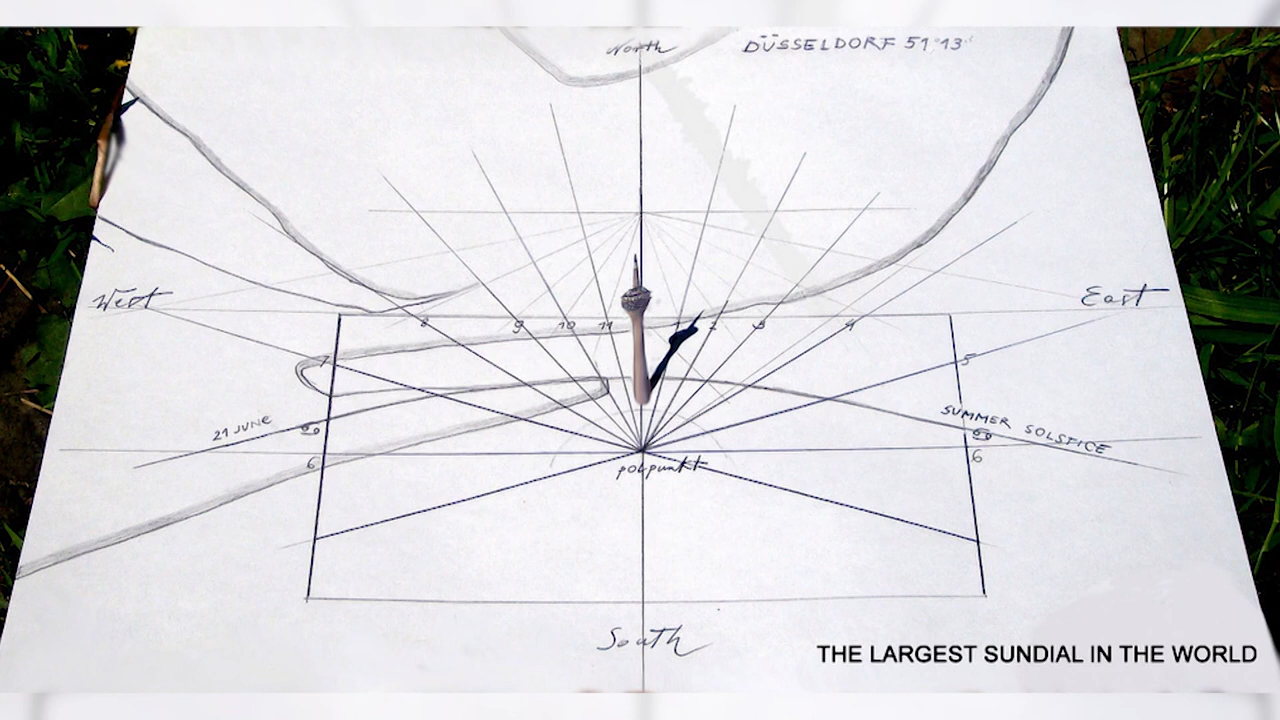 North
DÜSSELDORF 51°13'
West
East
8 9 10 11 2 3 4
7
5
21 JUNE
SUMMER SOLSTICE
♋
♋
6
6
polpunkt
South
THE LARGEST SUNDIAL IN THE WORLD